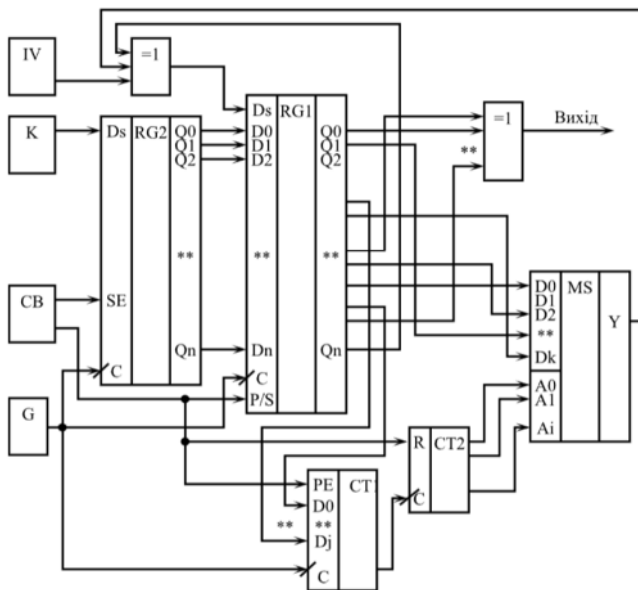 IV
=1
K
Ds
RG2
Q0
Q1
Q2
**
SE
Qn
C
CB
G
Ds
RG1
D0
D1
D2
Q0
Q1
Q2
**
**
Dn
Qn
C
P/S
=1
**
Вихід
D0
MS
D1
D2
Y
**
Dk
A0
A1
Ai
R
CT2
C
PE
CT1
D0
**
**
Dj
C